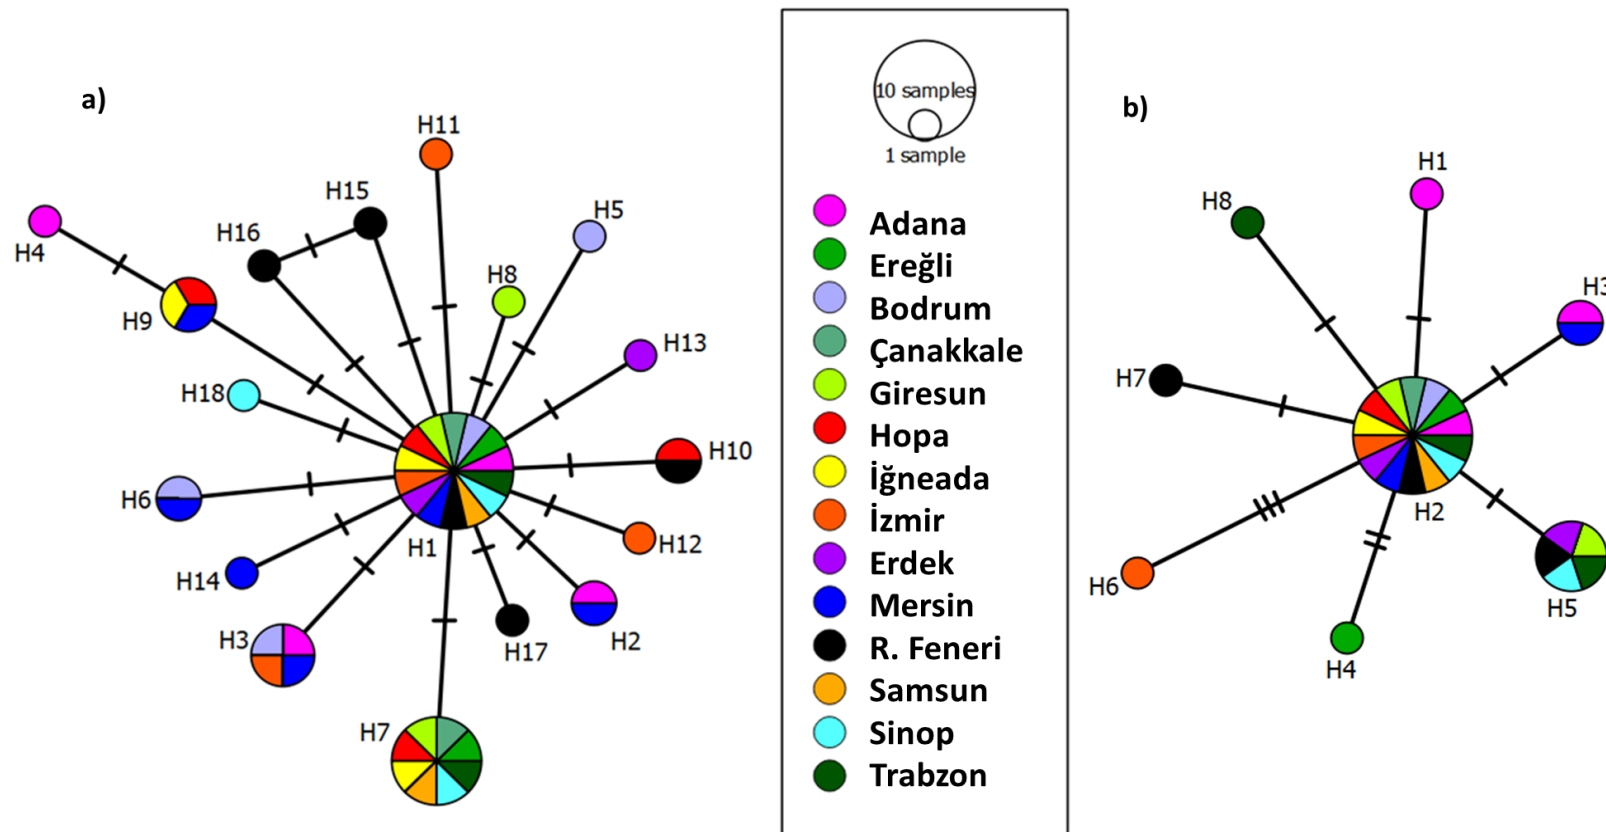 a)
H11
H15
H16
H5
H4
H8
H9
H13
H18
H10
H6
H1
H12
H14
H3
H17
H2
H7
10 samples
1 sample
Adana
Ereğli
Bodrum
Çanakkale
Giresun
Hopa
İğneada
İzmir
Erdek
Mersin
R. Feneri
Samsun
Sinop
Trabzon
b)
H1
H8
H3
H7
H2
H6
H5
H4